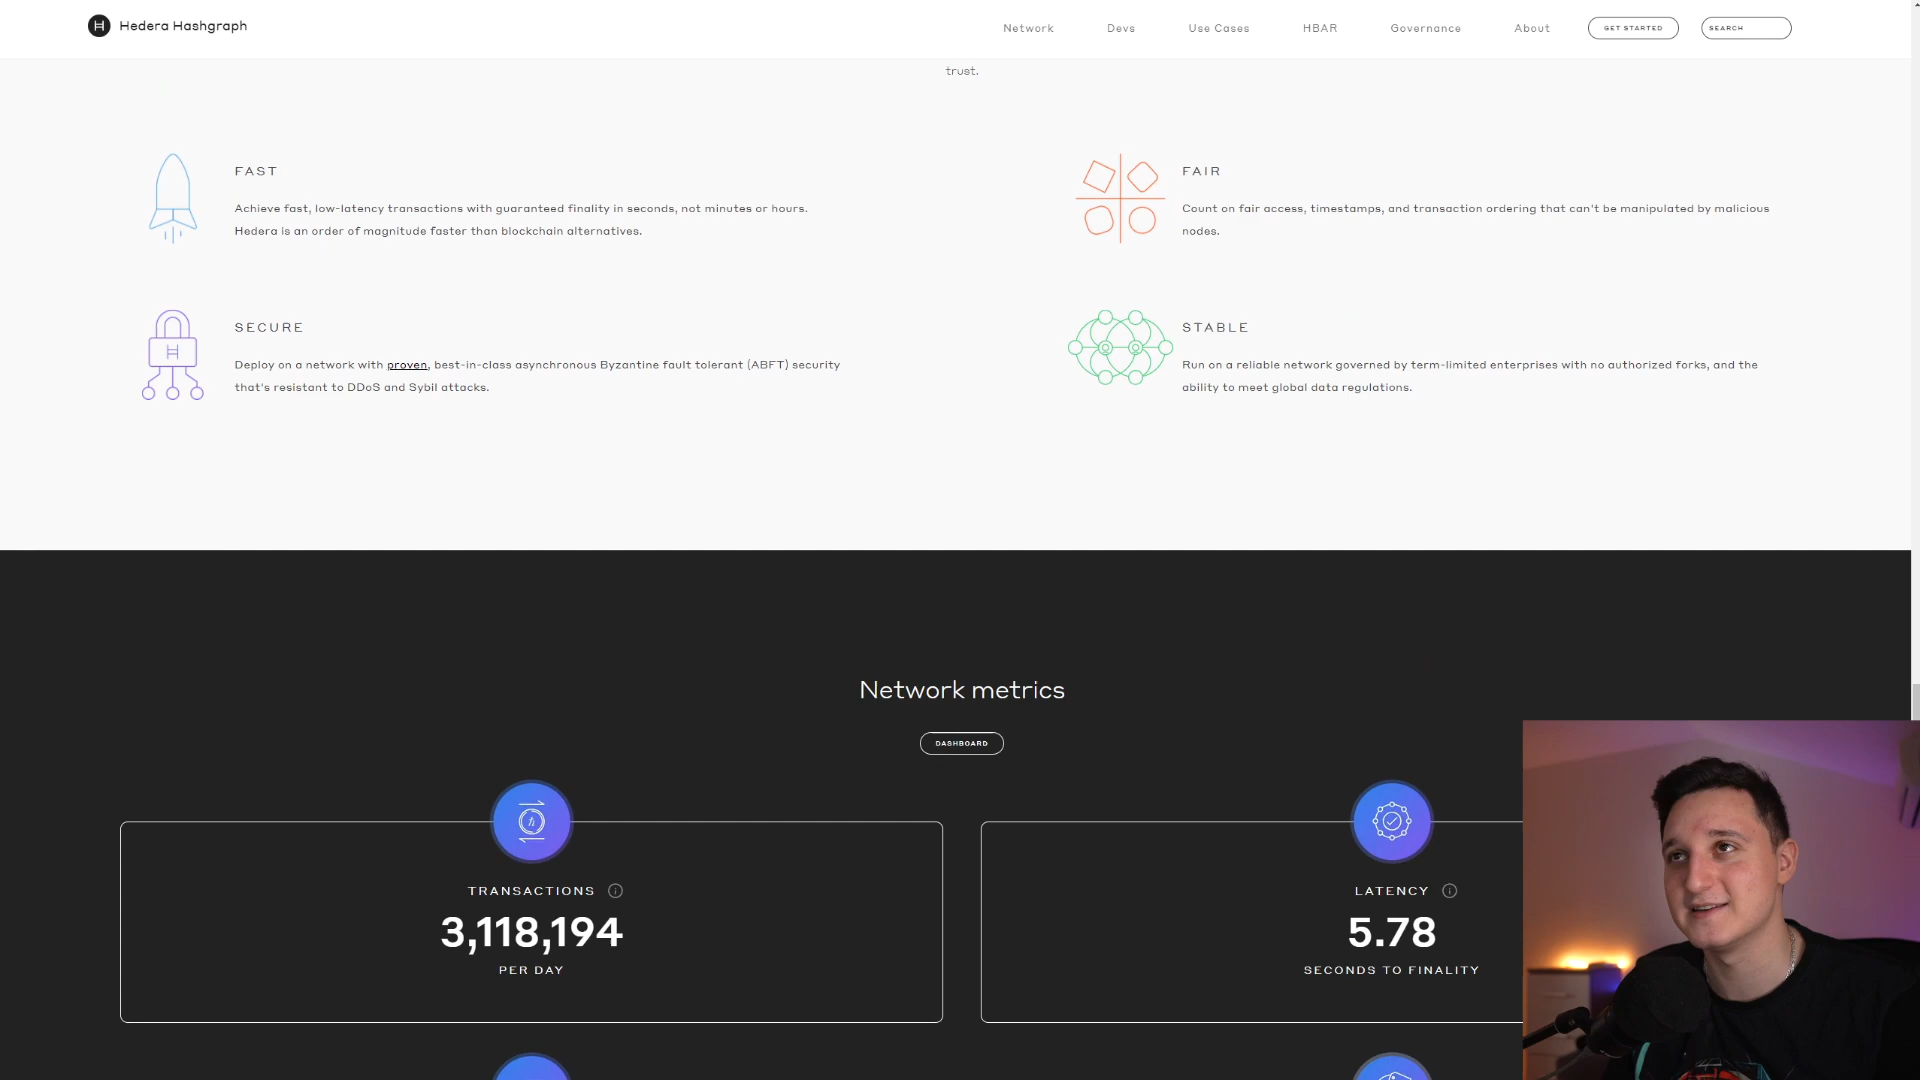 Hedera Hashgraph
Network
Devs
Use Cases
HBAR
Governance
About
GET STARTED
SEARCH
trust.
FAST
Achieve fast, low-latency transactions with guaranteed finality in seconds, not minutes or hours.
Hedera is an order of magnitude faster than blockchain alternatives.
FAIR
Count on fair access, timestamps, and transaction ordering that can't be manipulated by malicious
nodes.
SECURE
Deploy on a network with proven, best-in-class asynchronous Byzantine fault tolerant (ABFT) security
that's resistant to DDoS and Sybil attacks.
STABLE
Run on a reliable network governed by term-limited enterprises with no authorized forks, and the
ability to meet global data regulations.
Network metrics
DASHBOARD
TRANSACTIONS
3,118,194
PER DAY
LATENCY
5.78
SECONDS TO FINALITY